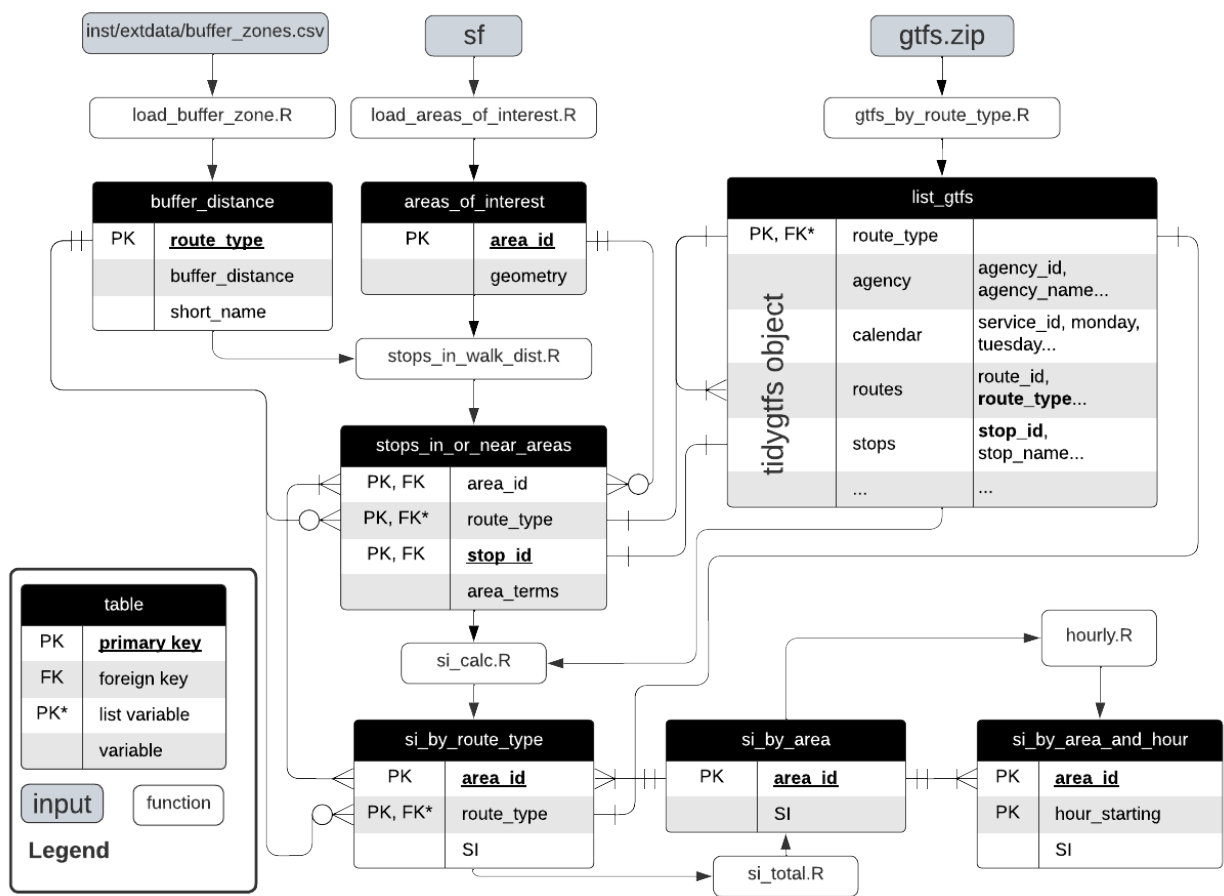 inst/extdata/buffer_zones.csv
sf
gtfs.zip
load_buffer_zone.R
load_areas_of_interest.R
gtfs_by_route_type.R
buffer_distance
PK route_type
buffer_distance
short_name
areas_of_interest
PK area_id
geometry
list_gtfs
PK, FK* route_type
tidygtfs object
agency agency_id,
agency_name...
calendar service_id, monday,
tuesday...
routes route_id,
route_type...
stops stop_id,
stop_name...
... ...
stops_in_walk_dist.R
stops_in_or_near_areas
PK, FK area_id
PK, FK* route_type
PK, FK stop_id
area_terms
si_calc.R
hourly.R
si_by_route_type
PK area_id
PK, FK* route_type
SI
si_by_area
PK area_id
SI
si_by_area_and_hour
PK area_id
PK hour_starting
SI
si_total.R
table
PK primary key
FK foreign key
PK* list variable
variable
input
function
Legend